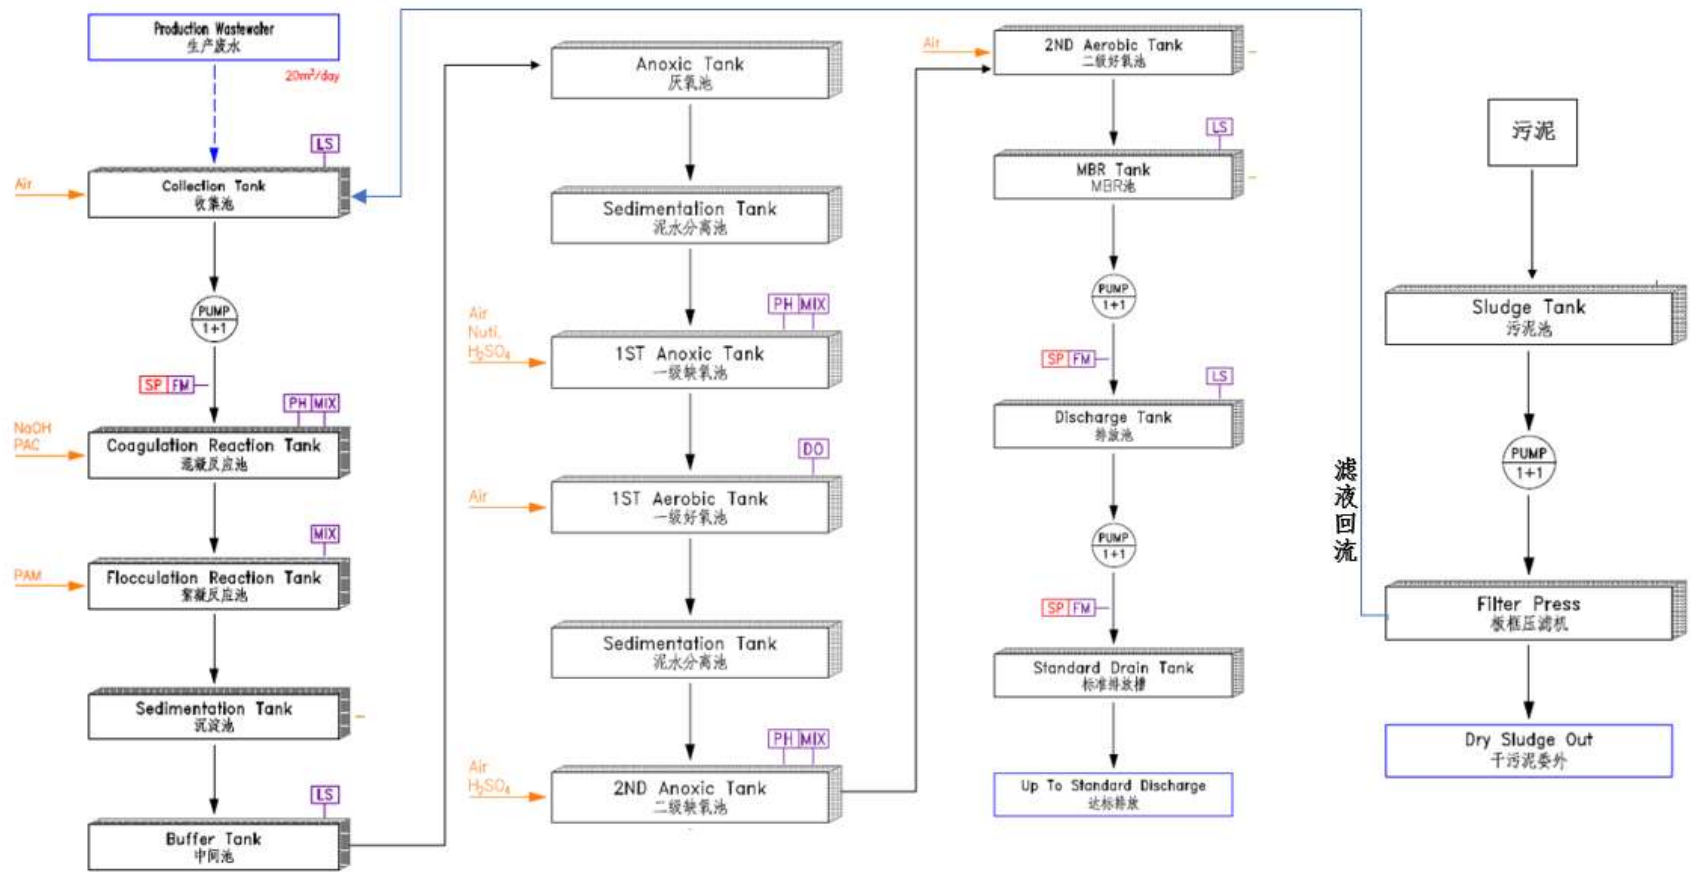 Production Wastewater
生产废水
20m³/day
LS
Air
Collection Tank
收集池
PUMP
1+1
SP FM
PH MIX
NaOH
PAC
Coagulation Reaction Tank
混凝反应池
MIX
PAM
Flocculation Reaction Tank
絮凝反应池
Sedimentation Tank
沉淀池
LS
Buffer Tank
中间池
Anoxic Tank
厌氧池
Sedimentation Tank
泥水分离池
PH MIX
Air
Nuti.
H₂SO₄
1ST Anoxic Tank
一级缺氧池
DO
Air
1ST Aerobic Tank
一级好氧池
Sedimentation Tank
泥水分离池
PH MIX
Air
H₂SO₄
2ND Anoxic Tank
二级缺氧池
Air
2ND Aerobic Tank
二级好氧池
LS
MBR Tank
MBR池
PUMP
1+1
SP FM
LS
Discharge Tank
排放池
PUMP
1+1
SP FM
Standard Drain Tank
标准排放槽
Up To Standard Discharge
达标排放
滤液回流
污泥
Sludge Tank
污泥池
PUMP
1+1
Filter Press
板框压滤机
Dry Sludge Out
干污泥委外